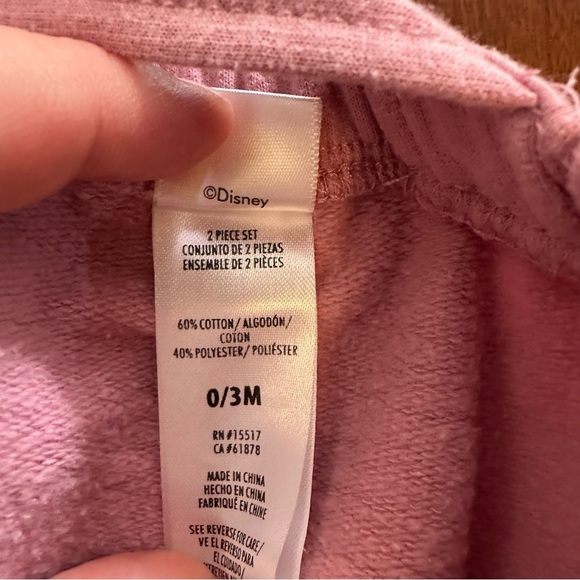 ©Disney
2 PIECE SET
CONJUNTO DE 2 PIEZAS
ENSEMBLE DE 2 PIÈCES
60% COTTON/ ALGODÓN/
COTON
40% POLYESTER/ POLIÉSTER
0/3M
RN #15517
CA #61878
MADE IN CHINA
HECHO EN CHINA
FABRIQUÉ EN CHINE
SEE REVERSE FOR CARE/
VE EL REVERSO PARA
EL CUIDADO/